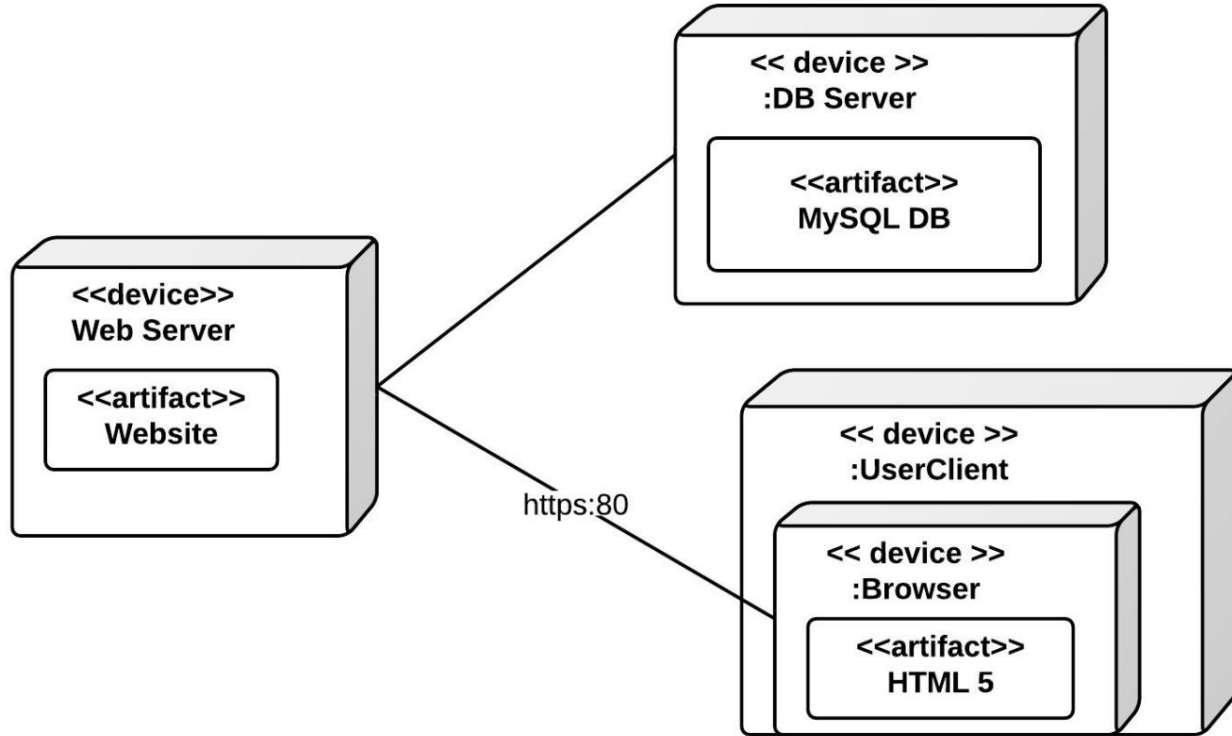 << device >>
:DB Server
<<artifact>>
MySQL DB
<<device>>
Web Server
<<artifact>>
Website
https:80
<< device >>
:UserClient
<< device >>
:Browser
<<artifact>>
HTML 5